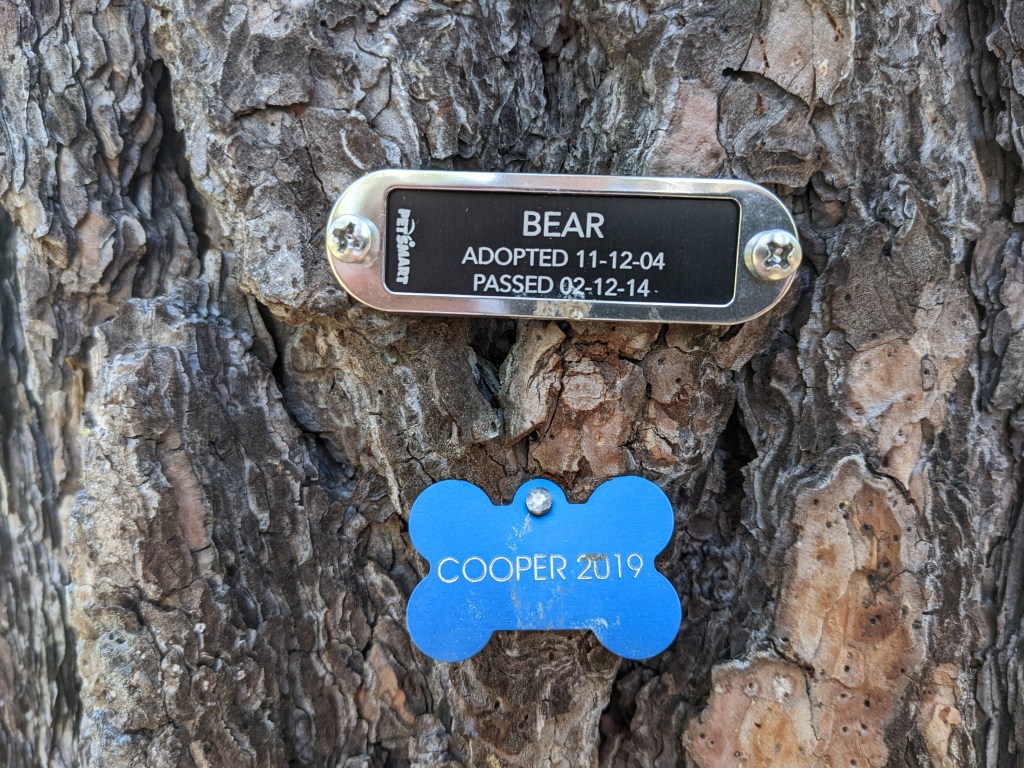 PETSMART
BEAR
ADOPTED 11-12-04
PASSED 02-12-14
COOPER 2019